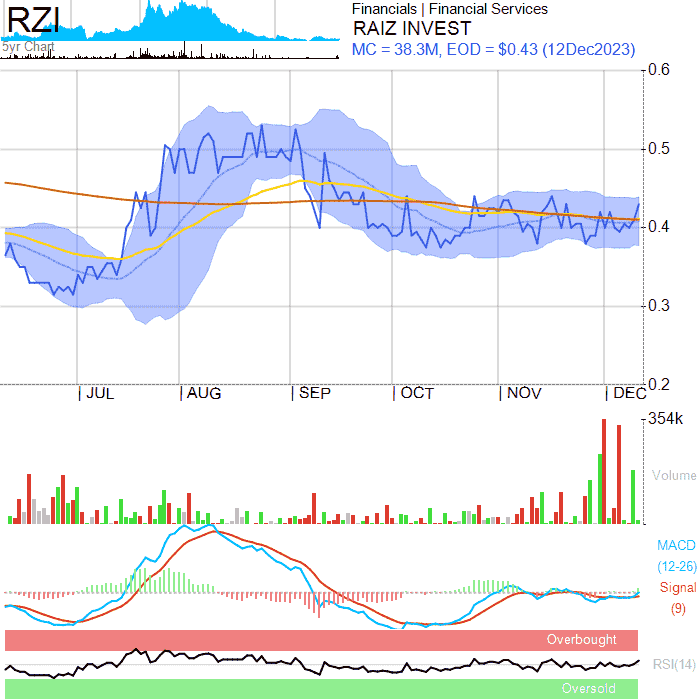 RZI
5yr Chart
Financials | Financial Services
RAIZ INVEST
MC = 38.3M, EOD = $0.43 (12Dec2023)
0.6
0.5
0.4
0.3
0.2
JUL AUG SEP OCT NOV DEC
354k
Volume
MACD
(12-26)
Signal
(9)
Overbought
RSI(14)
Oversold